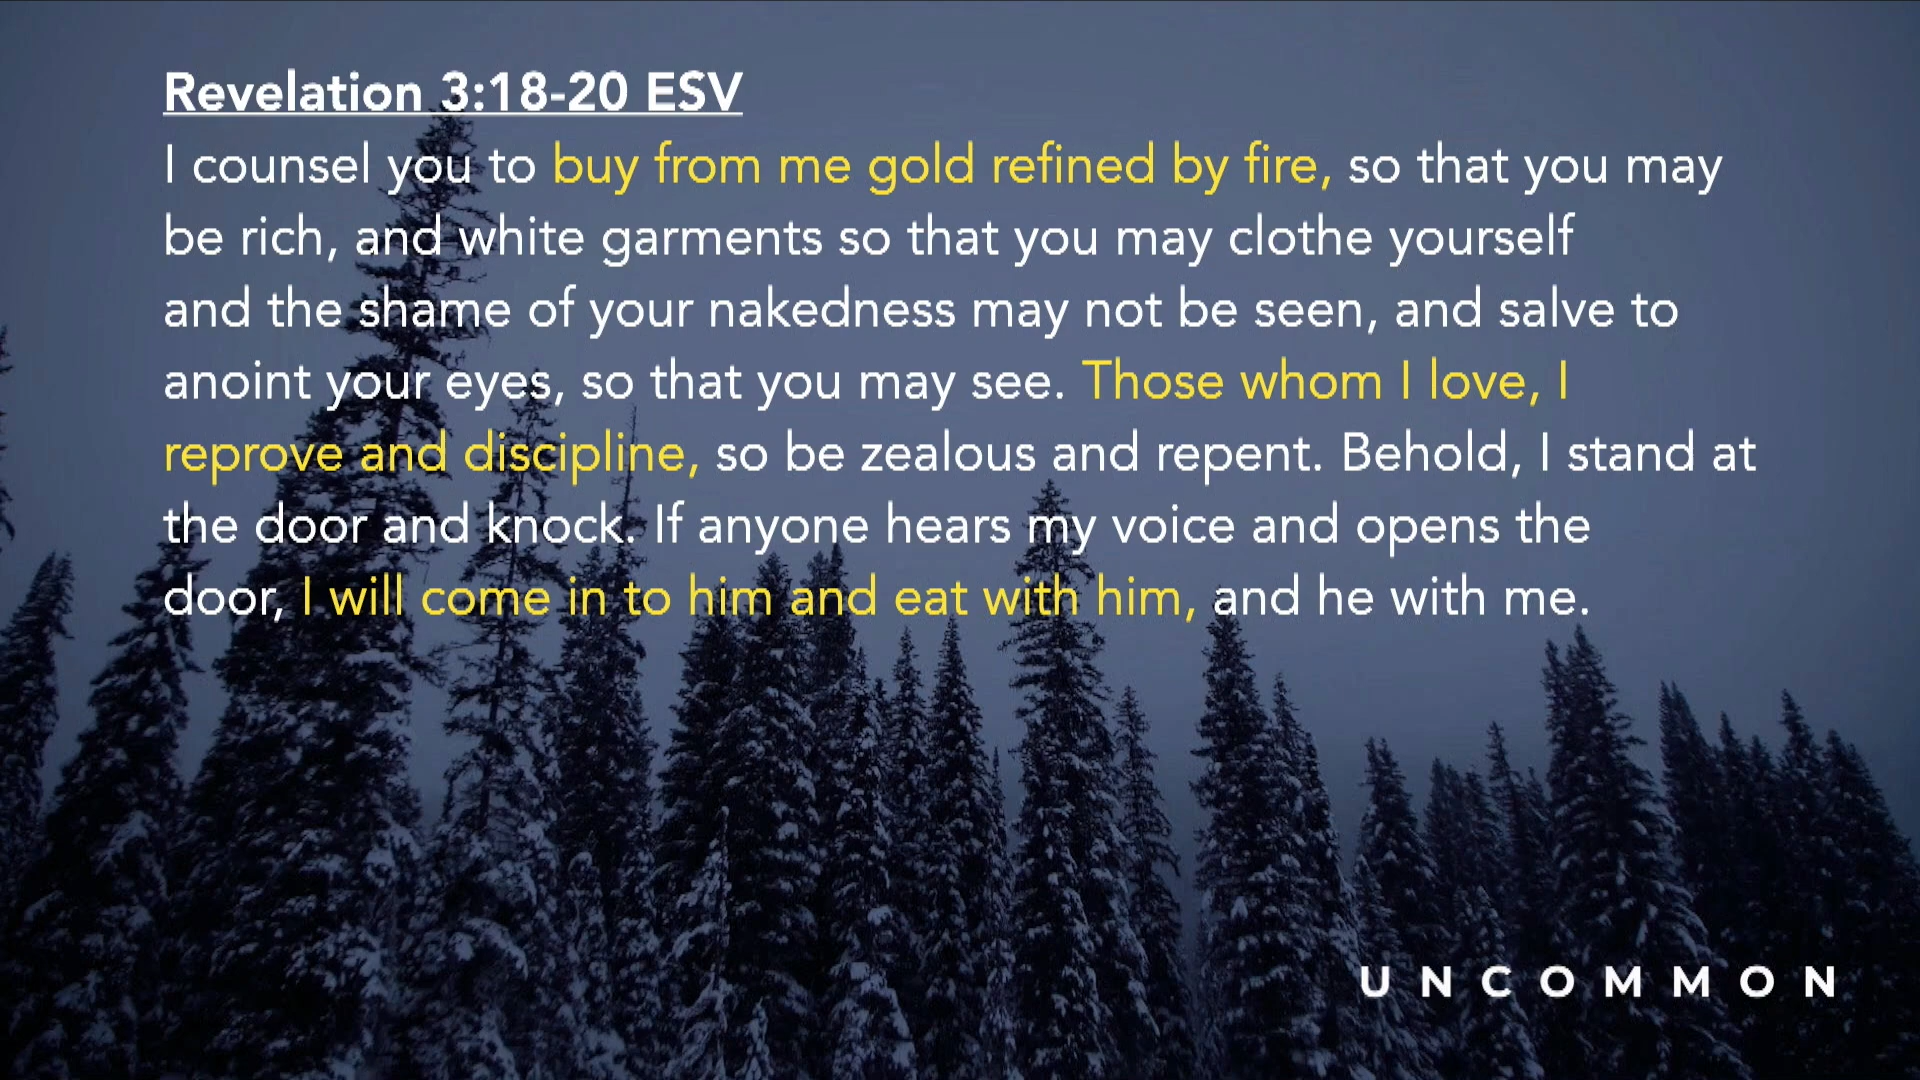 Revelation 3:18-20 ESV
I counsel you to buy from me gold refined by fire, so that you may
be rich, and white garments so that you may clothe yourself
and the shame of your nakedness may not be seen, and salve to
anoint your eyes, so that you may see. Those whom I love, I
reprove and discipline, so be zealous and repent. Behold, I stand at
the door and knock. If anyone hears my voice and opens the
door, I will come in to him and eat with him, and he with me.
UNCOMMON